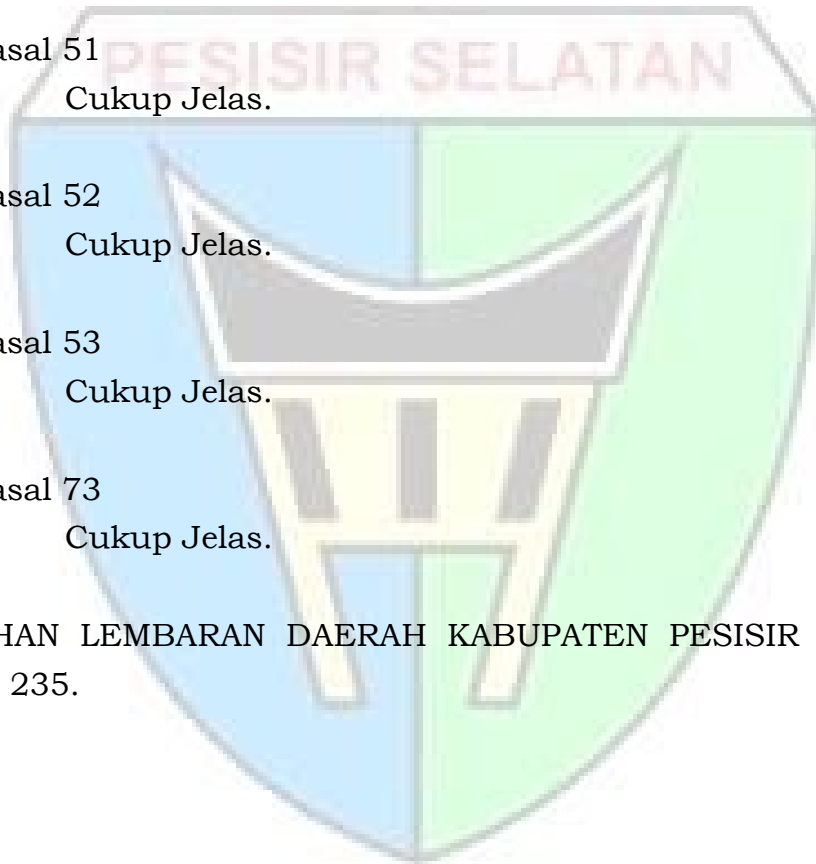 PESISIR SELATAN
asal 51
Cukup Jelas.
asal 52
Cukup Jelas.
asal 53
Cukup Jelas.
asal 73
Cukup Jelas.
HAN LEMBARAN DAERAH KABUPATEN PESISIR
235.